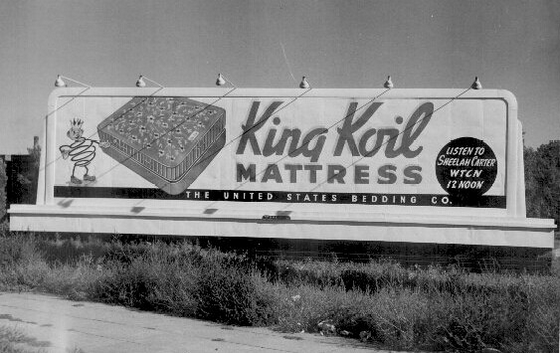 King Koil
MATTRESS
THE UNITED STATES BEDDING CO.
LISTEN TO
SHEELAH CARTER
WTCN
12 NOON